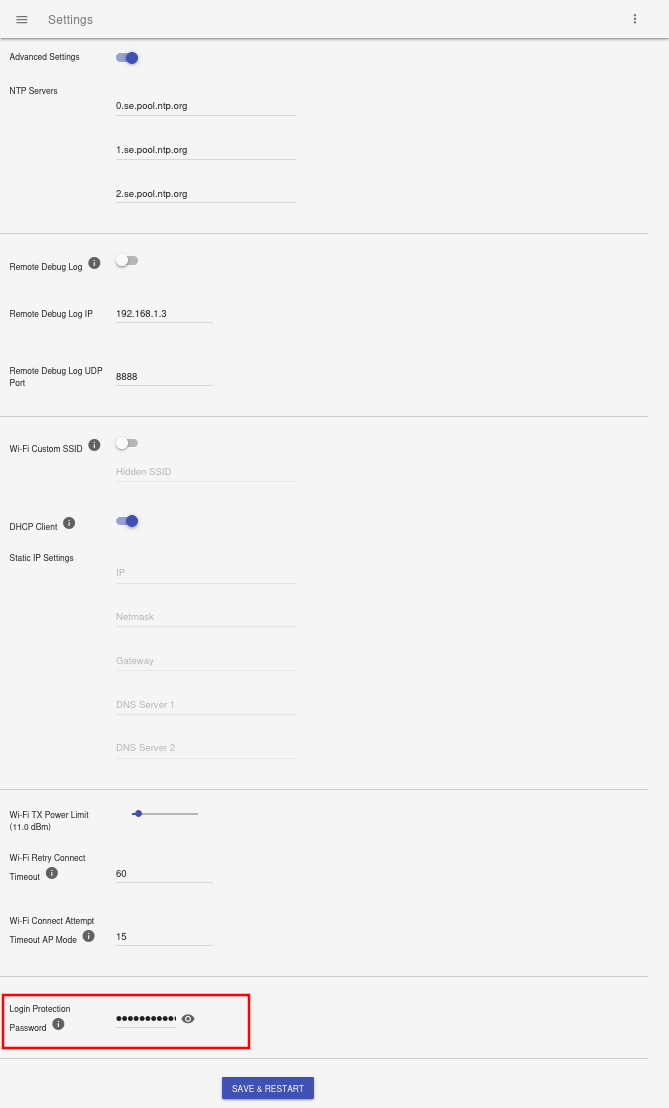 Settings
Advanced Settings
NTP Servers
0.se.pool.ntp.org
1.se.pool.ntp.org
2.se.pool.ntp.org
Remote Debug Log
Remote Debug Log IP
192.168.1.3
Remote Debug Log UDP
Port
8888
Wi-Fi Custom SSID
Hidden SSID
DHCP Client
Static IP Settings
IP
Netmask
Gateway
DNS Server 1
DNS Server 2
Wi-Fi TX Power Limit
(11.0 dBm)
Wi-Fi Retry Connect
Timeout
60
Wi-Fi Connect Attempt
Timeout AP Mode
15
Login Protection
Password
SAVE & RESTART